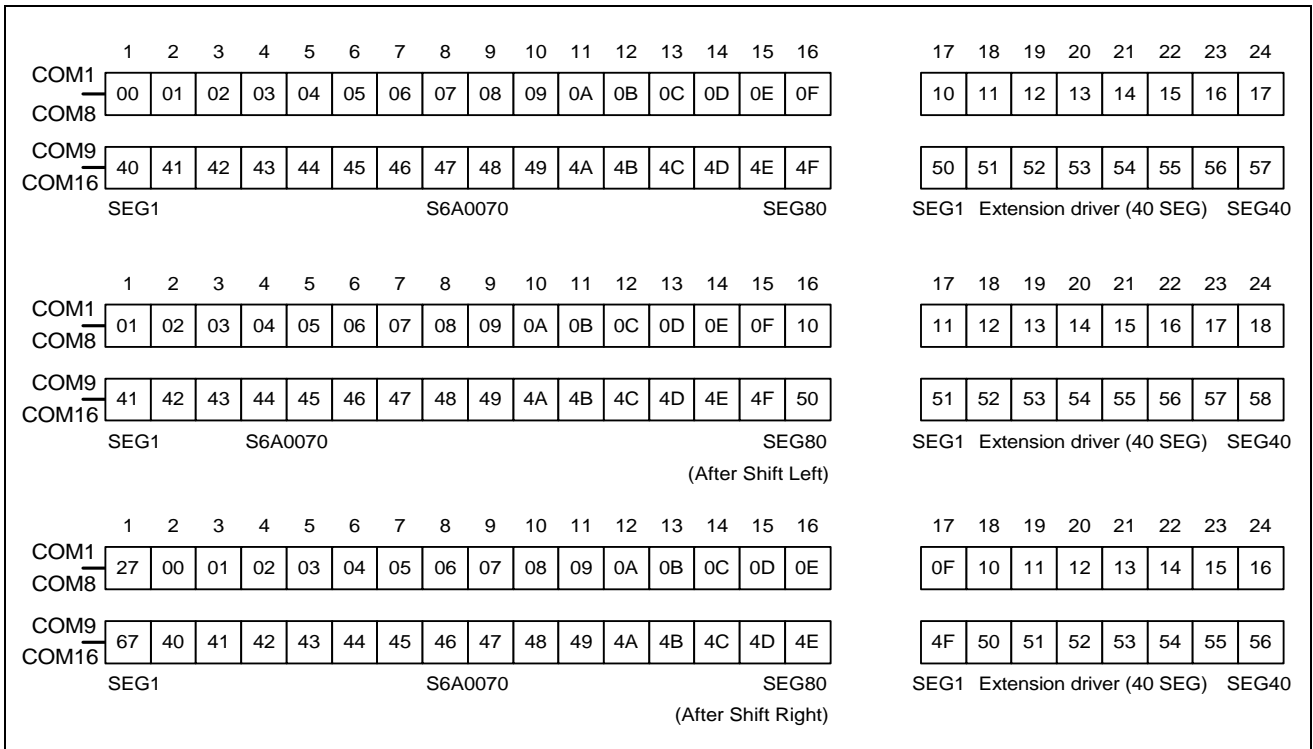 1 2 3 4 5 6 7 8 9 10 11 12 13 14 15 16 17 18 19 20 21 22 23 24
COM1
00 01 02 03 04 05 06 07 08 09 0A 0B 0C 0D 0E 0F 10 11 12 13 14 15 16 17
COM8
COM9
40 41 42 43 44 45 46 47 48 49 4A 4B 4C 4D 4E 4F 50 51 52 53 54 55 56 57
COM16
SEG1 S6A0070 SEG80 SEG1 Extension driver (40 SEG) SEG40
1 2 3 4 5 6 7 8 9 10 11 12 13 14 15 16 17 18 19 20 21 22 23 24
COM1
01 02 03 04 05 06 07 08 09 0A 0B 0C 0D 0E 0F 10 11 12 13 14 15 16 17 18
COM8
COM9
41 42 43 44 45 46 47 48 49 4A 4B 4C 4D 4E 4F 50 51 52 53 54 55 56 57 58
COM16
SEG1 S6A0070 SEG80 SEG1 Extension driver (40 SEG) SEG40
(After Shift Left)
1 2 3 4 5 6 7 8 9 10 11 12 13 14 15 16 17 18 19 20 21 22 23 24
COM1
27 00 01 02 03 04 05 06 07 08 09 0A 0B 0C 0D 0E 0F 10 11 12 13 14 15 16
COM8
COM9
67 40 41 42 43 44 45 46 47 48 49 4A 4B 4C 4D 4E 4F 50 51 52 53 54 55 56
COM16
SEG1 S6A0070 SEG80 SEG1 Extension driver (40 SEG) SEG40
(After Shift Right)